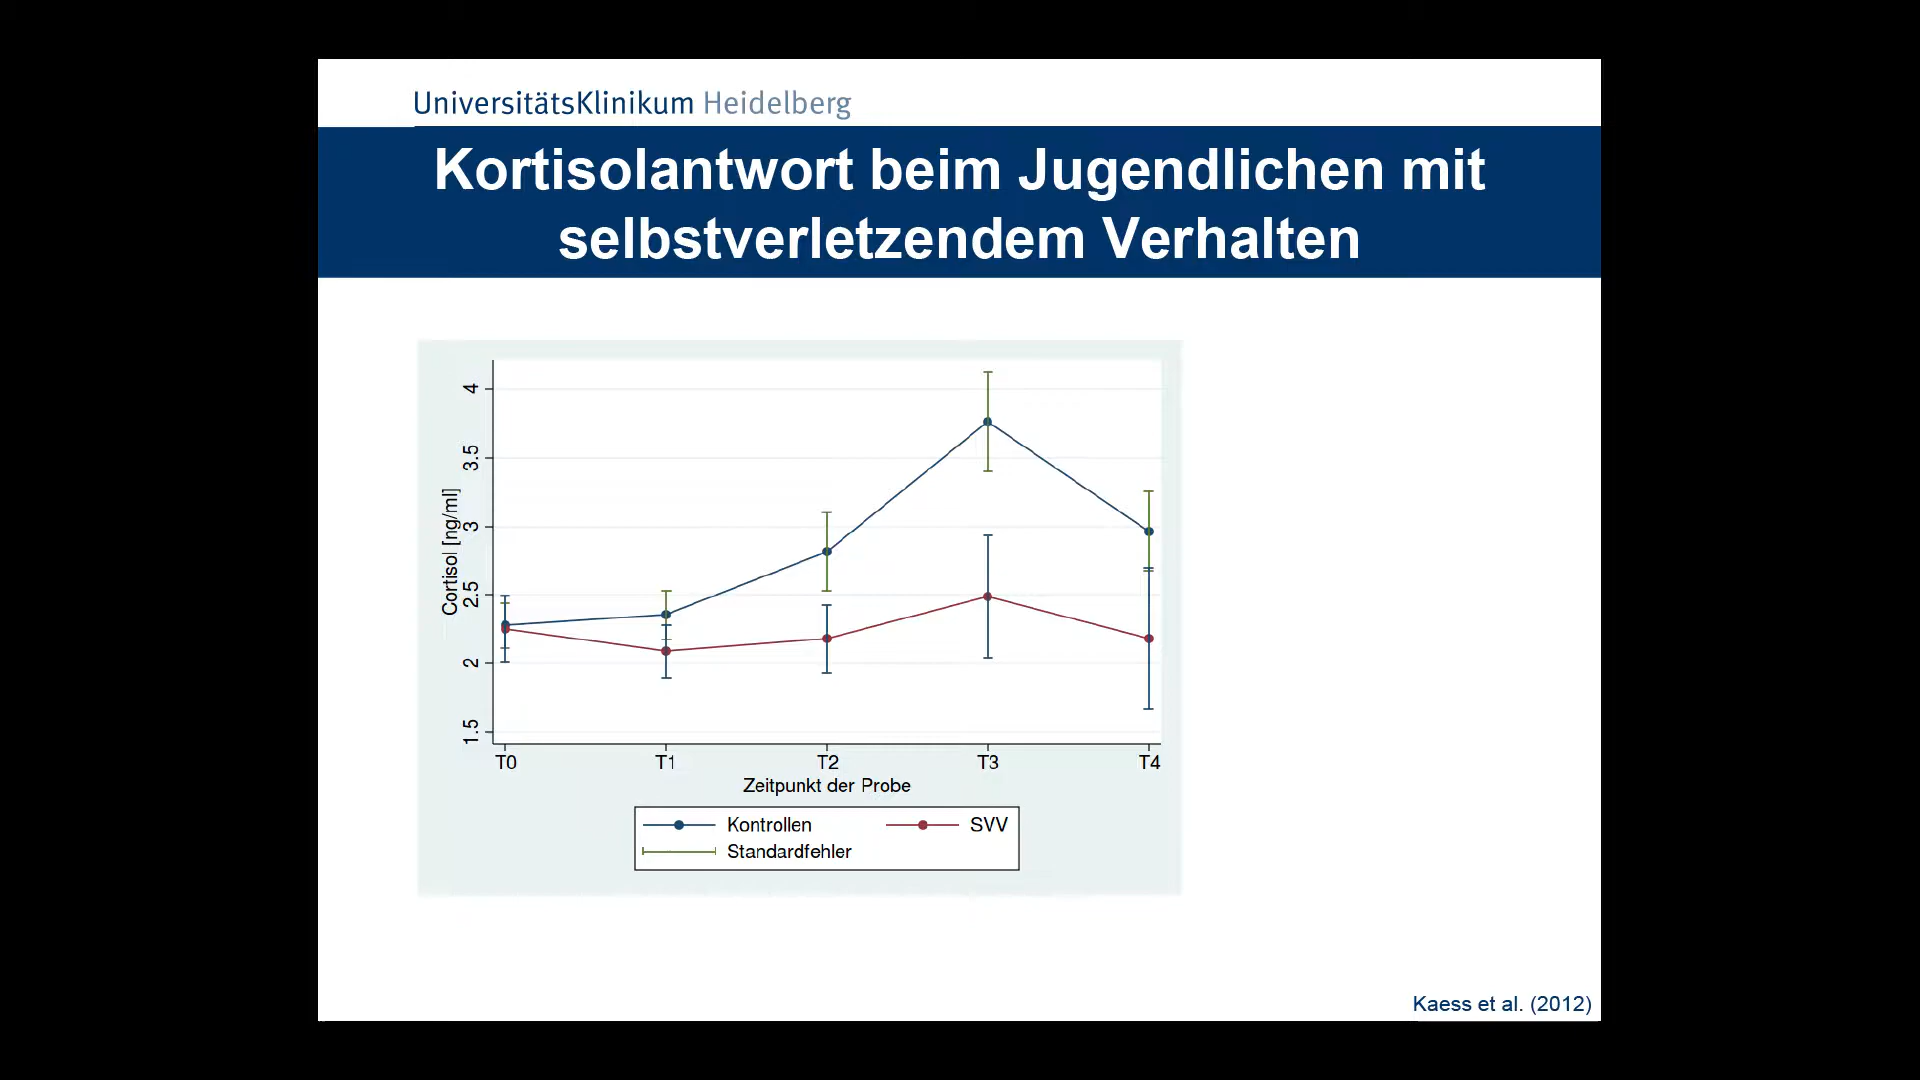 UniversitätsKlinikum Heidelberg
Kortisolantwort beim Jugendlichen mit
selbstverletzendem Verhalten
4
3.5
3
2.5
2
1.5
Cortisol [ng/ml]
T0 T1 T2 T3 T4
Zeitpunkt der Probe
Kontrollen SVV
Standardfehler
Kaess et al. (2012)